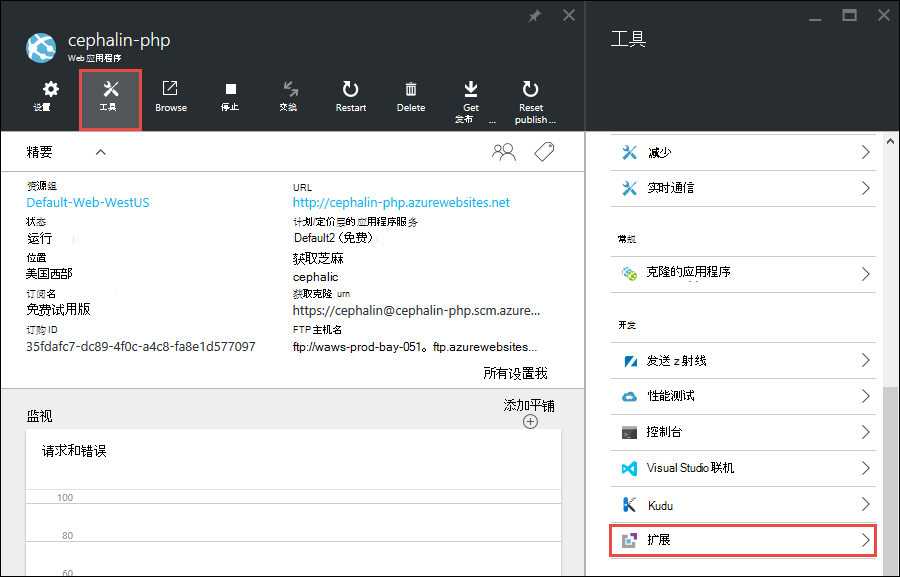 cephalin-php
Web 应用程序
设置
工具
Browse
停止
交换
Restart
Delete
Get
发布
...
Reset
publish...
精要
资源组
Default-Web-WestUS
状态
运行
位置
美国西部
订阅名
免费试用版
订购 ID
35fdafc7-dc89-4f0c-a4c8-fa8e1d577097
URL
http://cephalin-php.azurewebsites.net
计划/定价层的应用程序服务
Default2 (免费)
获取芝麻
cephalic
获取克隆 urn
https://cephalin@cephalin-php.scm.azure...
FTP 主机名
ftp://waws-prod-bay-051。ftp.azurewebsites...
所有设置我
监视
添加平铺
请求和错误
100
80
60
工具
减少
实时通信
常规
克隆的应用程序
开发
发送 z 射线
性能测试
控制台
Visual Studio 联机
Kudu
扩展